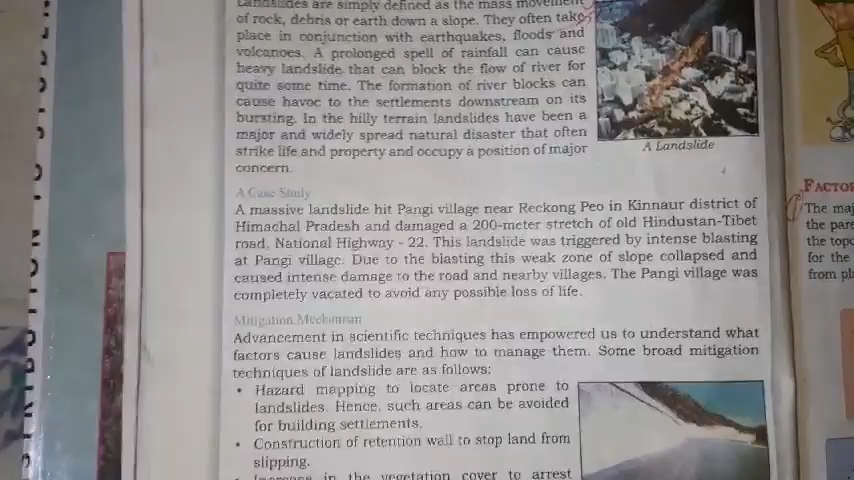 Landslides are simply defined as the mass movement
of rock, debris or earth down a slope. They often take
place in conjunction with earthquakes, floods and
volcanoes. A prolonged spell of rainfall can cause
heavy landslide that can block the flow of river for
quite some time. The formation of river blocks can
cause havoc to the settlements downstream on its
bursting. In the hilly terrain landslides have been a
major and widely spread natural disaster that often
strike life and property and occupy a position of major
concern.
A Landslide
A Case Study
A massive landslide hit Pangi village near Reckong Peo in Kinnaur district of
Himachal Pradesh and damaged a 200-meter stretch of old Hindustan-Tibet
road, National Highway - 22. This landslide was triggered by intense blasting
at Pangi village. Due to the blasting this weak zone of slope collapsed and
caused intense damage to the road and nearby villages. The Pangi village was
completely vacated to avoid any possible loss of life.
Mitigation Mechanism
Advancement in scientific techniques has empowered us to understand what
factors cause landslides and how to manage them. Some broad mitigation
techniques of landslide are as follows:
• Hazard mapping to locate areas prone to
landslides. Hence, such areas can be avoided
for building settlements.
• Construction of retention wall to stop land from
slipping.
• Increase in the vegetation cover to arrest
FACTOR
The maj
the pare
the topo
for the
from pla